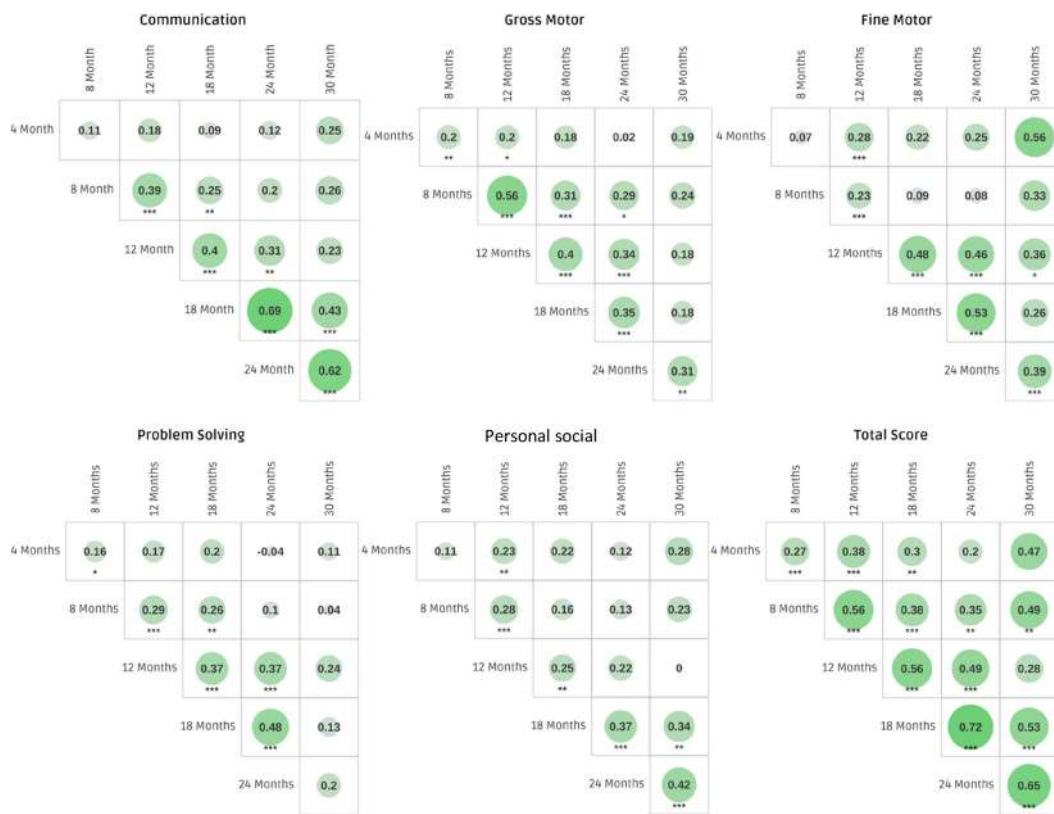 Communication
8 Month 12 Month 18 Month 24 Month 30 Month
4 Month 0.11 0.18 0.09 0.12 0.25
8 Month 0.39 0.25 0.2 0.26
*** **
12 Month 0.4 0.31 0.23
*** **
18 Month 0.69 0.43
*** ***
24 Month 0.62
***
Gross Motor
8 Months 12 Months 18 Months 24 Months 30 Months
4 Months 0.2 0.2 0.18 0.02 0.19
** *
8 Months 0.56 0.31 0.29 0.24
*** *** *
12 Months 0.4 0.34 0.18
*** ***
18 Months 0.35 0.18
***
24 Months 0.31
**
Fine Motor
8 Months 12 Months 18 Months 24 Months 30 Months
4 Months 0.07 0.28 0.22 0.25 0.56
***
8 Months 0.23 0.09 0.08 0.33
***
12 Months 0.48 0.46 0.36
*** *** *
18 Months 0.53 0.26
***
24 Months 0.39
***
Problem Solving
8 Months 12 Months 18 Months 24 Months 30 Months
4 Months 0.16 0.17 0.2 -0.04 0.11
*
8 Months 0.29 0.26 0.1 0.04
*** **
12 Months 0.37 0.37 0.24
*** ***
18 Months 0.48 0.13
***
24 Months 0.2
Personal social
8 Months 12 Months 18 Months 24 Months 30 Months
4 Months 0.11 0.23 0.22 0.12 0.28
**
8 Months 0.28 0.16 0.13 0.23
***
12 Months 0.25 0.22 0
**
18 Months 0.37 0.34
*** **
24 Months 0.42
***
Total Score
8 Months 12 Months 18 Months 24 Months 30 Months
4 Months 0.27 0.38 0.3 0.2 0.47
*** *** **
8 Months 0.56 0.38 0.35 0.49
*** *** ** **
12 Months 0.56 0.49 0.28
*** ***
18 Months 0.72 0.53
*** ***
24 Months 0.65
***